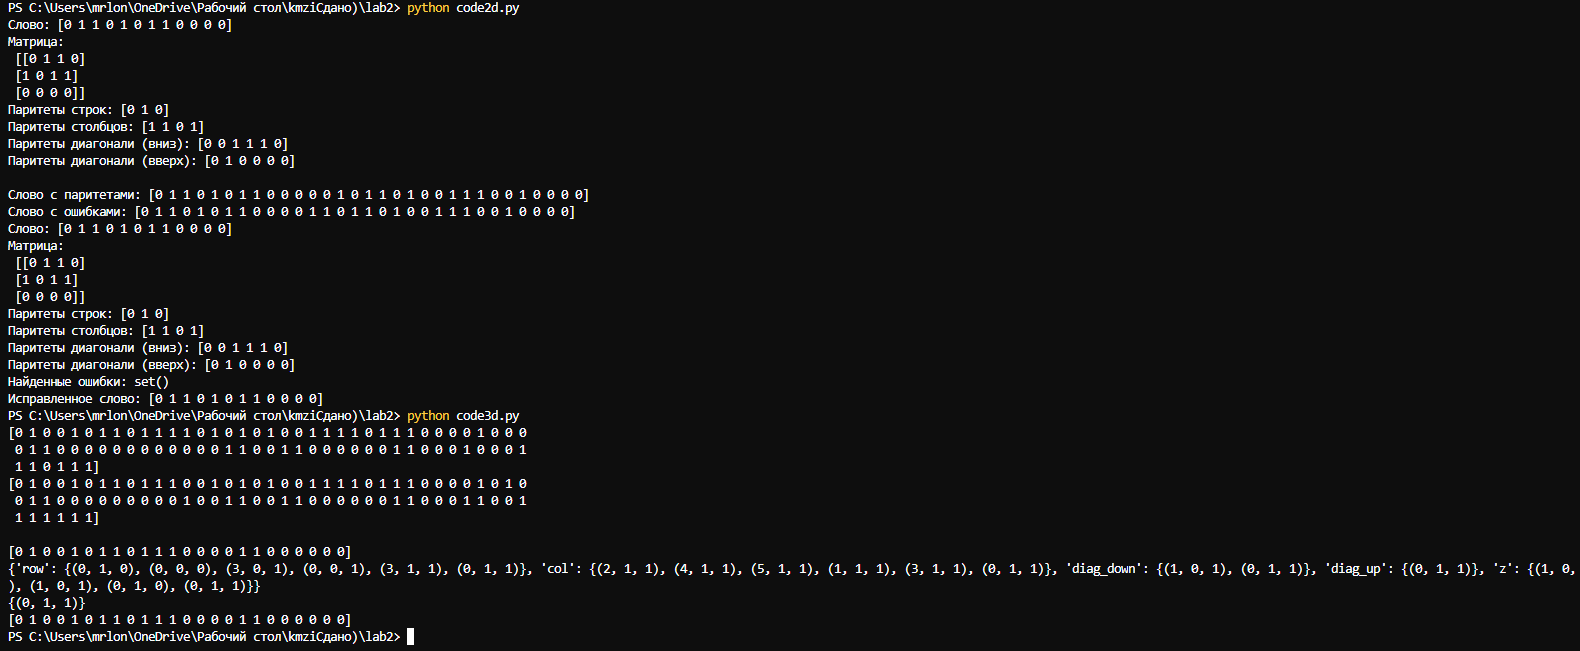 PS C:\Users\mrlon\OneDrive\Рабочий стол\kmziСдано)\lab2> python code2d.py
Слово: [0 1 1 0 1 0 1 1 0 0 0 0]
Матрица:
[[0 1 1 0]
[1 0 1 1]
[0 0 0 0]]
Паритеты строк: [0 1 0]
Паритеты столбцов: [1 1 0 1]
Паритеты диагонали (вниз): [0 0 1 1 1 0]
Паритеты диагонали (вверх): [0 1 0 0 0 0]
Слово с паритетами: [0 1 1 0 1 0 1 1 0 0 0 0 0 1 0 1 1 0 1 0 0 1 1 1 0 0 1 0 0 0 0]
Слово с ошибками: [0 1 1 0 1 0 1 1 0 0 0 0 1 1 0 1 1 0 1 0 0 1 1 1 0 0 1 0 0 0 0]
Слово: [0 1 1 0 1 0 1 1 0 0 0 0]
Матрица:
[[0 1 1 0]
[1 0 1 1]
[0 0 0 0]]
Паритеты строк: [0 1 0]
Паритеты столбцов: [1 1 0 1]
Паритеты диагонали (вниз): [0 0 1 1 1 0]
Паритеты диагонали (вверх): [0 1 0 0 0 0]
Найденные ошибки: set()
Исправленное слово: [0 1 1 0 1 0 1 1 0 0 0 0]
PS C:\Users\mrlon\OneDrive\Рабочий стол\kmziСдано)\lab2> python code3d.py
[0 1 0 0 1 0 1 1 0 1 1 1 1 0 1 0 1 0 1 0 0 1 1 1 1 0 1 1 1 0 0 0 0 1 0 0 0
0 1 1 0 0 0 0 0 0 0 0 0 0 0 0 1 1 0 0 1 1 0 0 0 0 0 0 1 1 0 0 0 1 0 0 0 1
1 1 0 1 1 1]
[0 1 0 0 1 0 1 1 0 1 1 1 0 0 1 0 1 0 1 0 0 1 1 1 1 0 1 1 1 0 0 0 0 1 0 1 0
0 1 1 0 0 0 0 0 0 0 0 0 1 0 0 1 1 0 0 1 1 0 0 0 0 0 0 1 1 0 0 0 1 1 0 0 1
1 1 1 1 1 1]
[0 1 0 0 1 0 1 1 0 1 1 1 0 0 0 0 1 1 0 0 0 0 0 0]
{'row': {(0, 1, 0), (0, 0, 0), (3, 0, 1), (0, 0, 1), (3, 1, 1), (0, 1, 1)}, 'col': {(2, 1, 1), (4, 1, 1), (5, 1, 1), (1, 1, 1), (3, 1, 1), (0, 1, 1)}, 'diag_down': {(1, 0, 1), (0, 1, 1)}, 'diag_up': {(0, 1, 1)}, 'z': {(1, 0,
), (1, 0, 1), (0, 1, 0), (0, 1, 1)}}
{(0, 1, 1)}
[0 1 0 0 1 0 1 1 0 1 1 1 0 0 0 0 1 1 0 0 0 0 0 0]
PS C:\Users\mrlon\OneDrive\Рабочий стол\kmziСдано)\lab2>